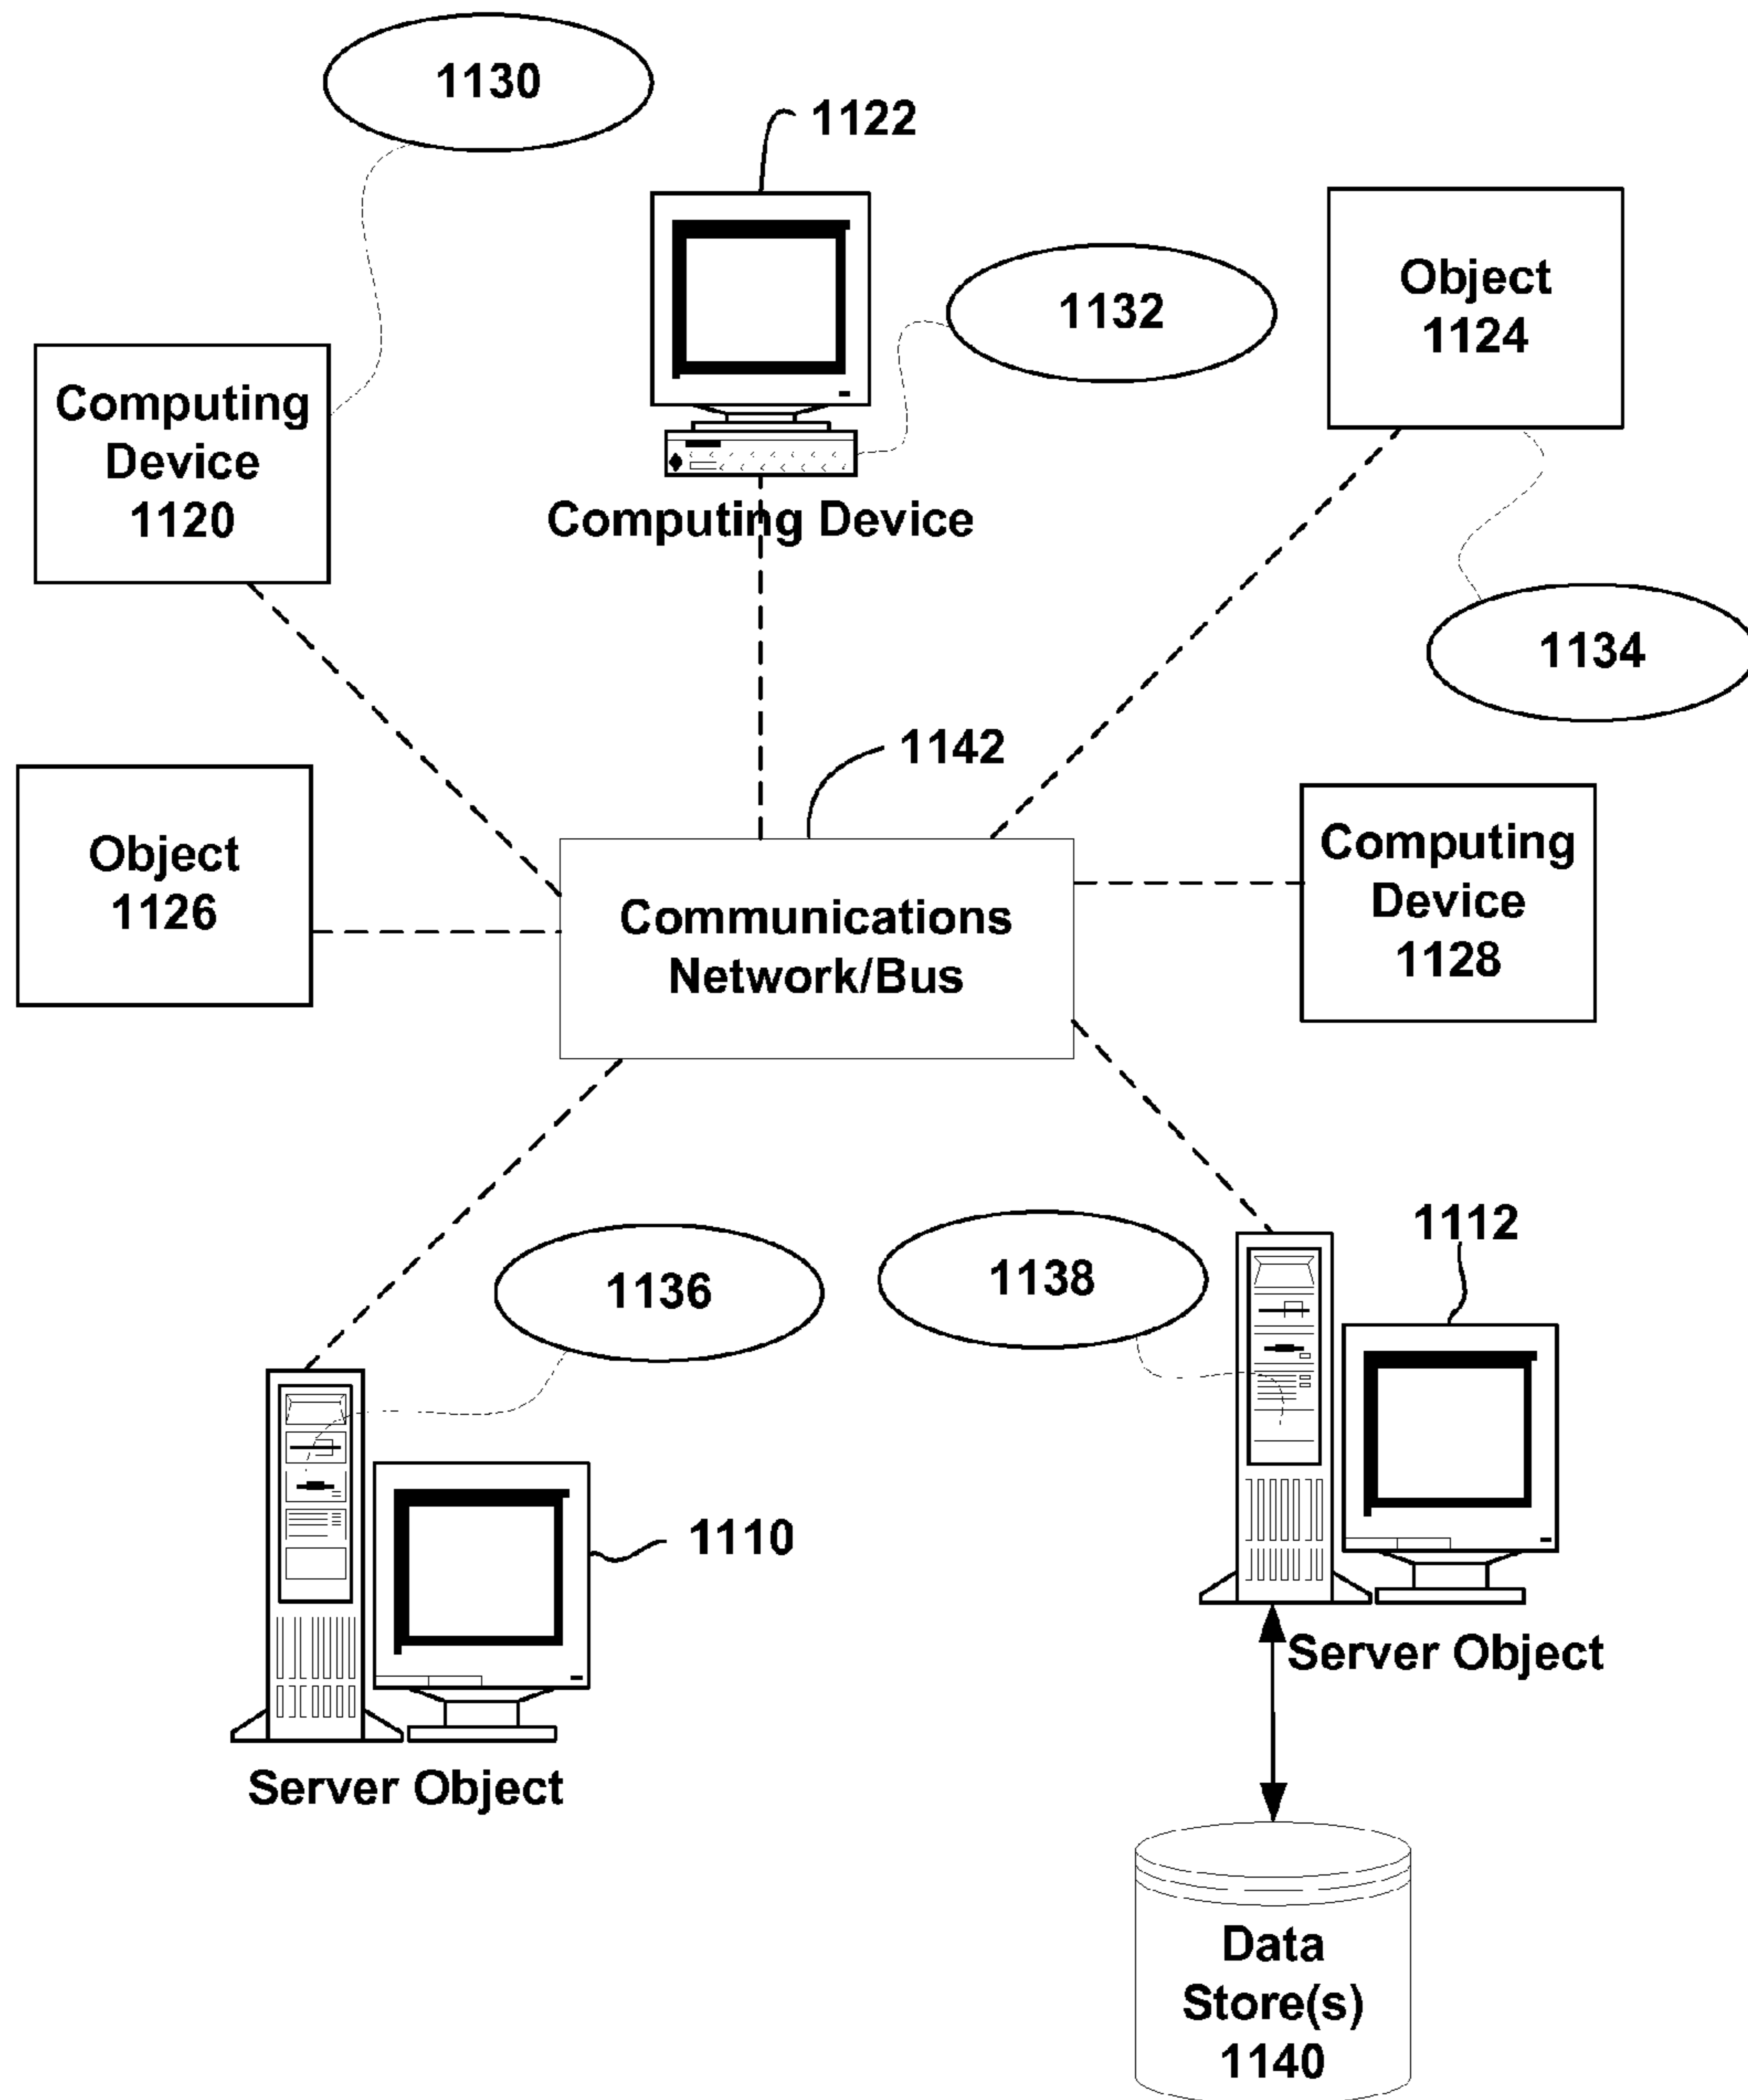 1130
1122
1132
Object
1124
Computing
Device
1120
Computing Device
1134
1142
Object
1126
Communications
Network/Bus
Computing
Device
1128
1112
1136
1138
1110
Server Object
Server Object
Data
Store(s)
1140